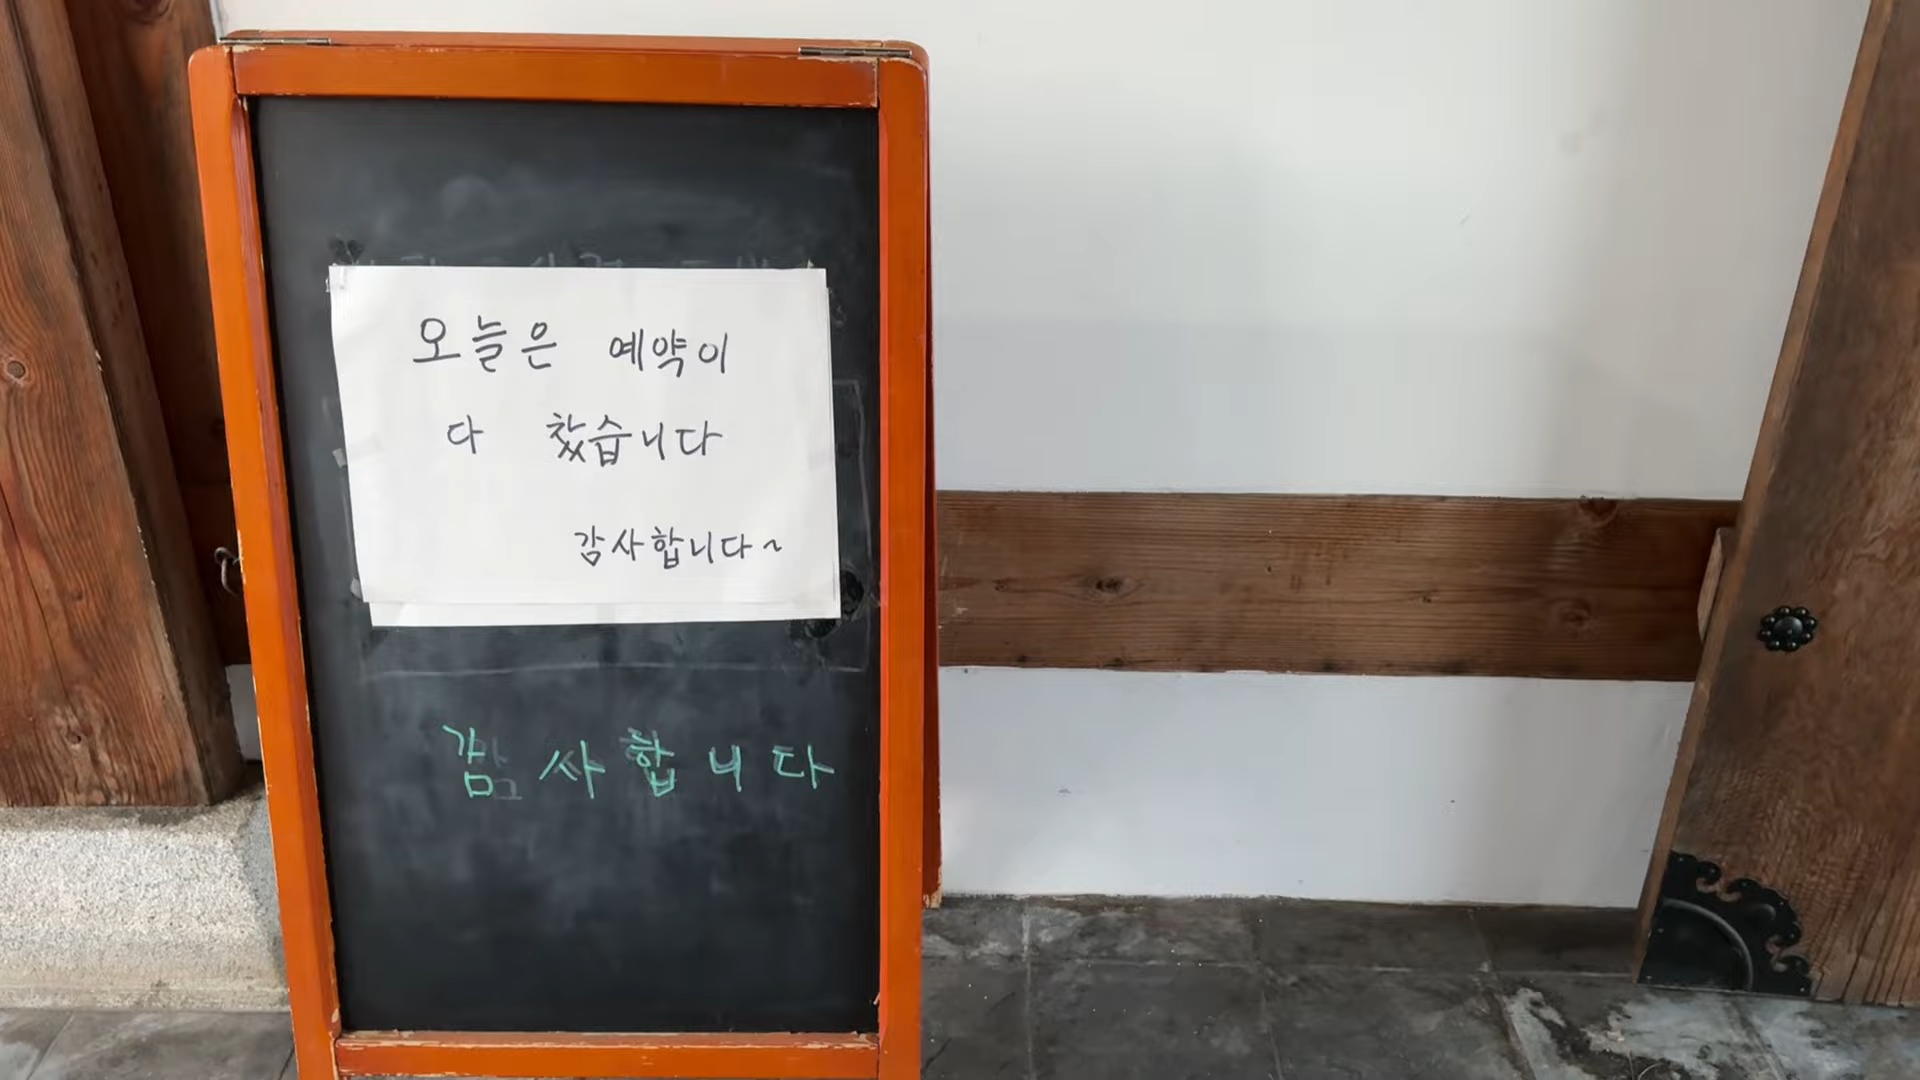 오늘은 예약이
다 찼습니다
감사합니다~
감사합니다